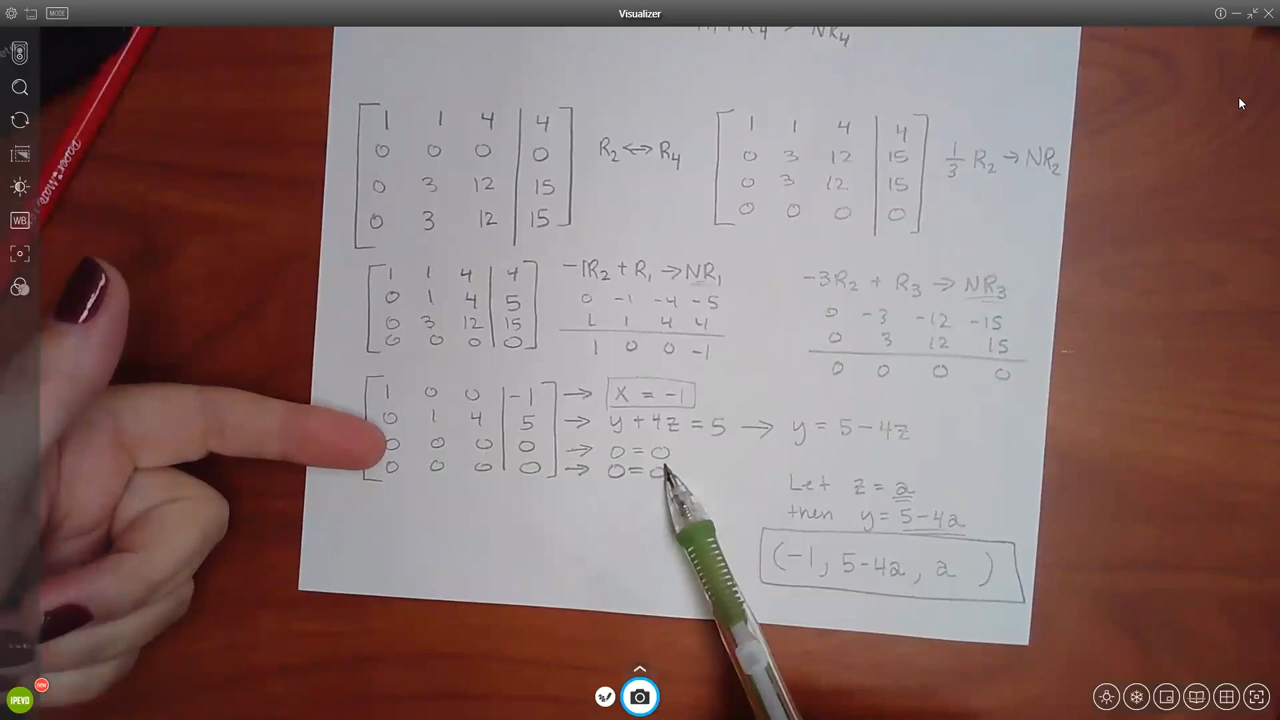 MODE
Visualizer
PaperMate
WB
1 1 4 | 4
0 0 0 | 0
0 3 12 | 15
0 3 12 | 15
R₂ ↔ R₄
1 1 4 | 4
0 3 12 | 15
0 3 12 | 15
0 0 0 | 0
1/3 R₂ → NR₂
1 1 4 | 4
0 1 4 | 5
0 3 12 | 15
0 0 0 | 0
-1R₂ + R₁ → NR₁
0 -1 -4 -5
1 1 4 4
1 0 0 -1
-3R₂ + R₃ → NR₃
0 -3 -12 -15
0 3 12 15
0 0 0 0
1 0 0 | -1 → x = -1
0 1 4 | 5 → y + 4z = 5 → y = 5 - 4z
0 0 0 | 0 → 0 = 0
0 0 0 | 0 → 0 = 0
Let z = a
then y = 5 - 4a
(-1, 5 - 4a, a)
IPEVO
new